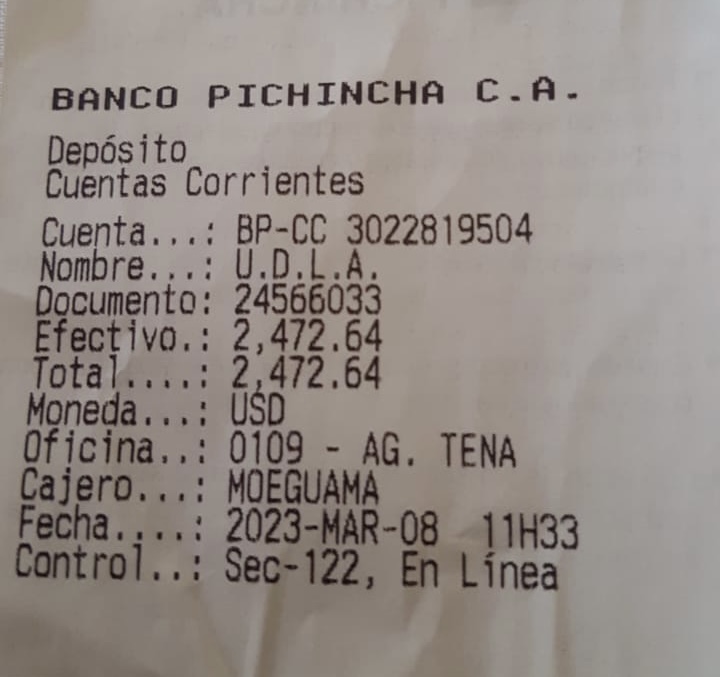 BANCO PICHINCHA C.A.
Depósito
Cuentas Corrientes
Cuenta...: BP-CC 3022819504
Nombre...: U.D.L.A.
Documento: 24566033
Efectivo.: 2,472.64
Total....: 2,472.64
Moneda...: USD
Oficina..: 0109 - AG. TENA
Cajero...: MOEGUAMA
Fecha....: 2023-MAR-08 11H33
Control..: Sec-122, En Línea